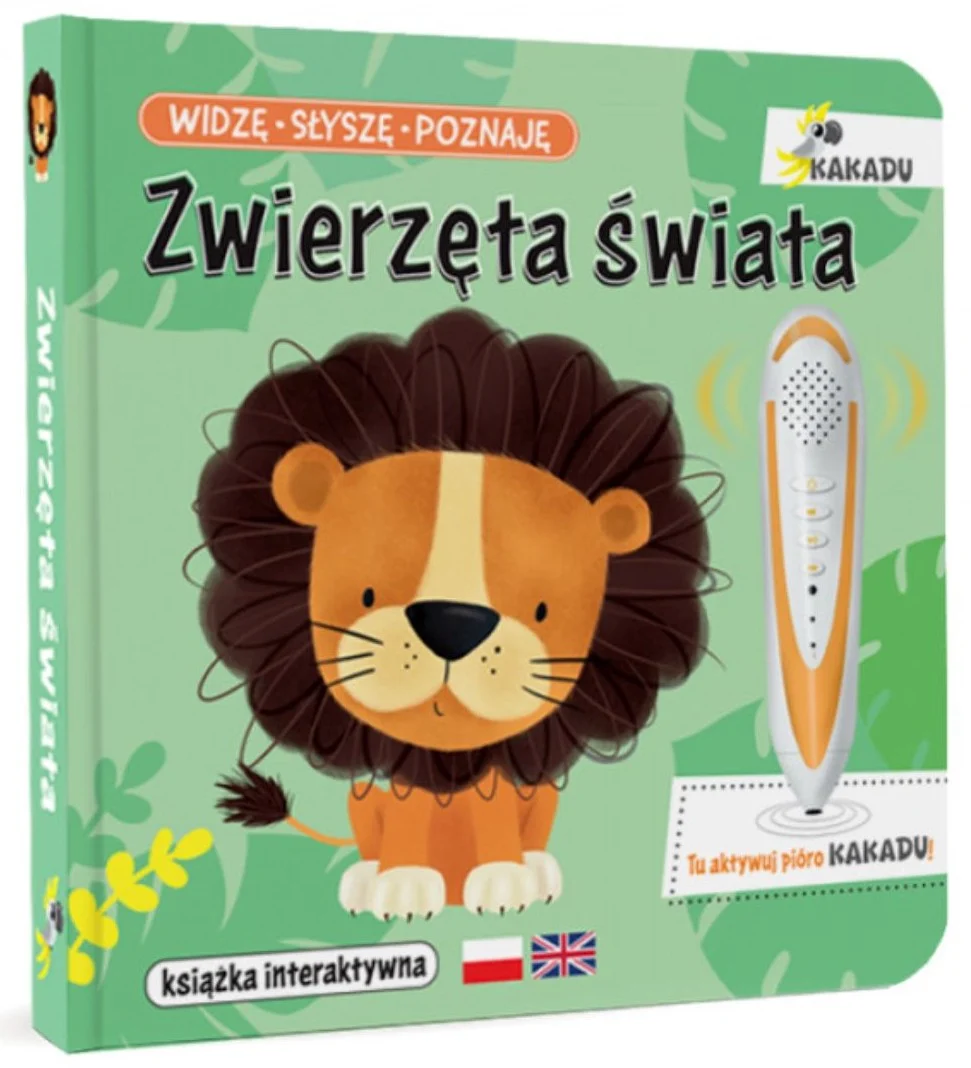 WIDZĘ • SŁYSZĘ • POZNAJĘ
KAKADU
Zwierzęta świata
Zwierzęta świata
Tu aktywuj pióro KAKADU!
książka interaktywna